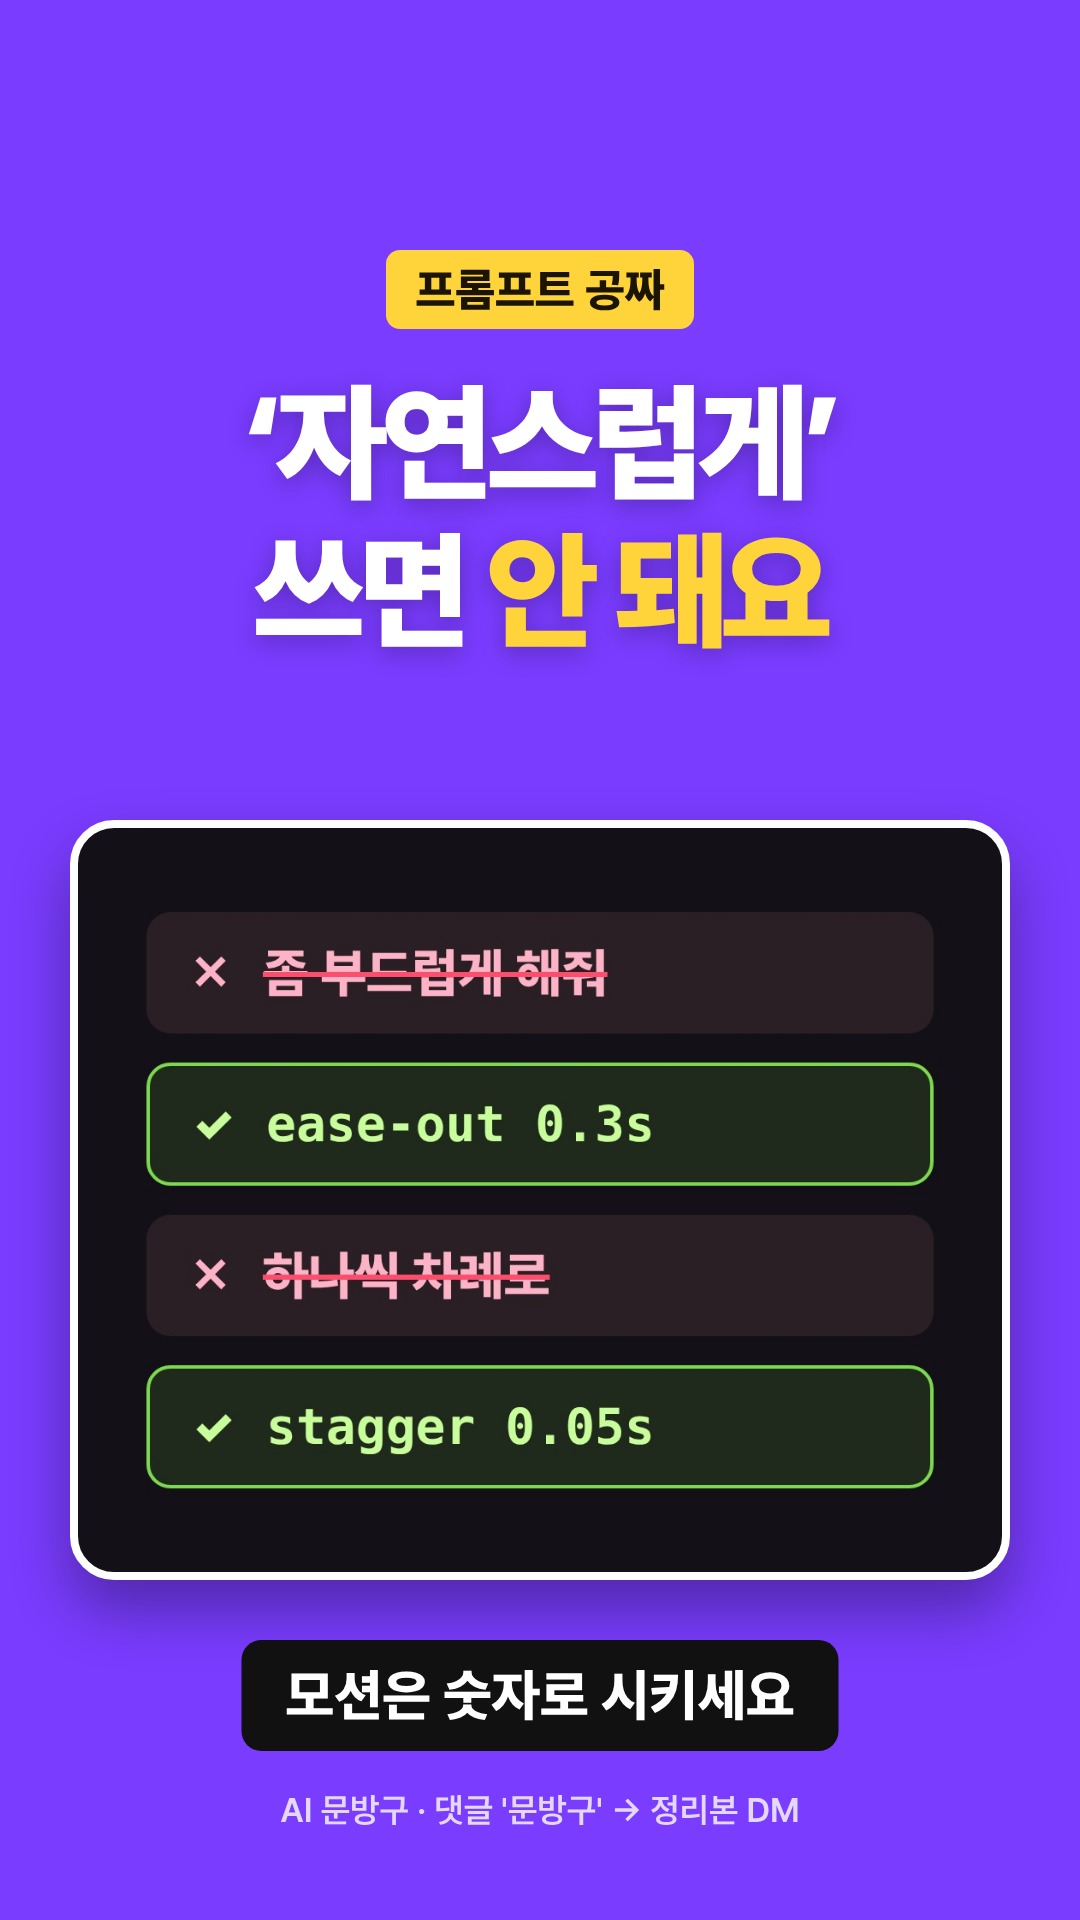 프롬프트 공짜
‘자연스럽게’
쓰면 안 돼요
✕ 좀 부드럽게 해줘
✓ ease-out 0.3s
✕ 하나씩 차례로
✓ stagger 0.05s
모션은 숫자로 시키세요
AI 문방구 · 댓글 '문방구' → 정리본 DM